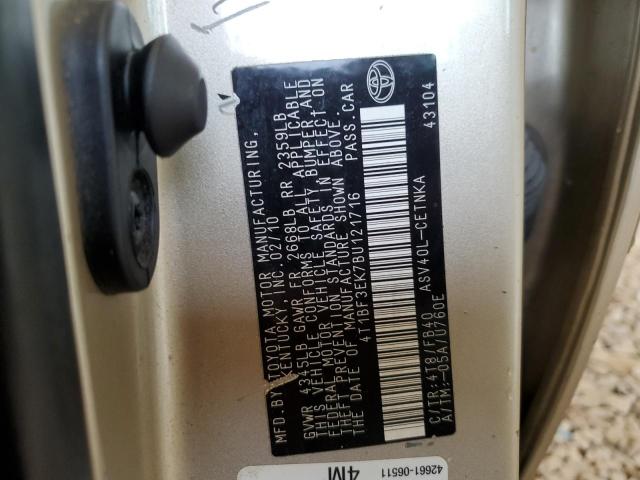 MFD.BY TOYOTA MOTOR MANUFACTURING,
KENTUCKY, INC. 02/10
GVWR 4345LB GAWR FR 2668LB RR 2359LB
THIS VEHICLE CONFORMS TO ALL APPLICABLE
FEDERAL MOTOR VEHICLE SAFETY, BUMPER, AND
THEFT PREVENTION STANDARDS IN EFFECT ON
THE DATE OF MANUFACTURE SHOWN ABOVE.
4T1BF3EK7BU121716 PASS.CAR
ASV40L-CETNKA
C/TR:4T8/FB40
A/TM:-05A/U760E 43104
42661-06511
4M